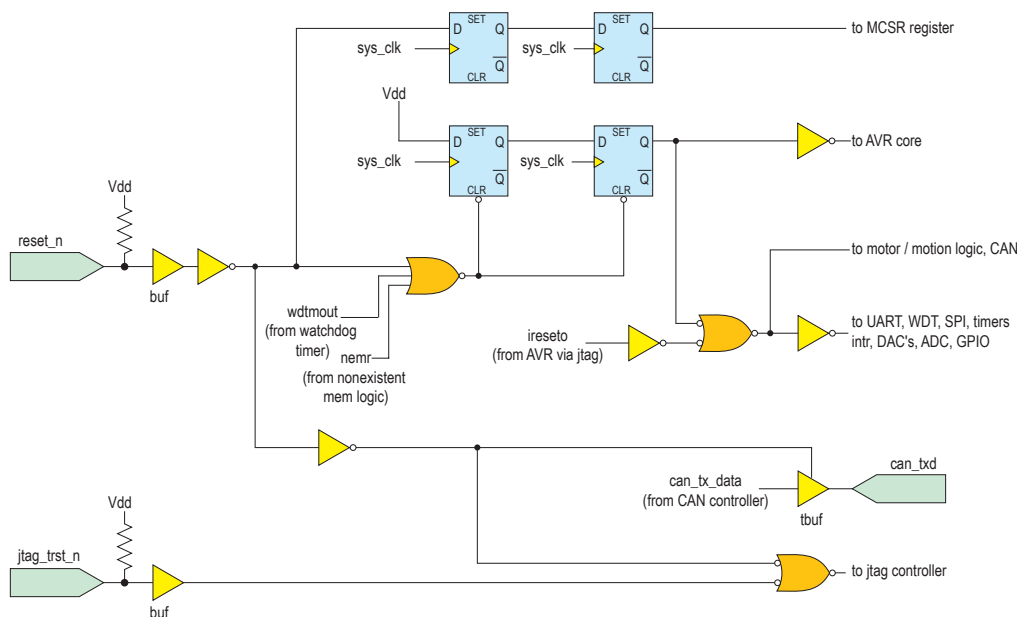 SET
D Q
sys_clk
Q
CLR
SET
D Q
sys_clk
Q
CLR
to MCSR register
Vdd
SET
D Q
sys_clk
Q
CLR
SET
D Q
sys_clk
Q
CLR
to AVR core
Vdd
reset_n
buf
wdtmout
(from watchdog
timer)
nemr
(from nonexistent
mem logic)
ireseto
(from AVR via jtag)
to motor / motion logic, CAN
to UART, WDT, SPI, timers
intr, DAC's, ADC, GPIO
can_tx_data
(from CAN controller)
tbuf
can_txd
Vdd
jtag_trst_n
buf
to jtag controller